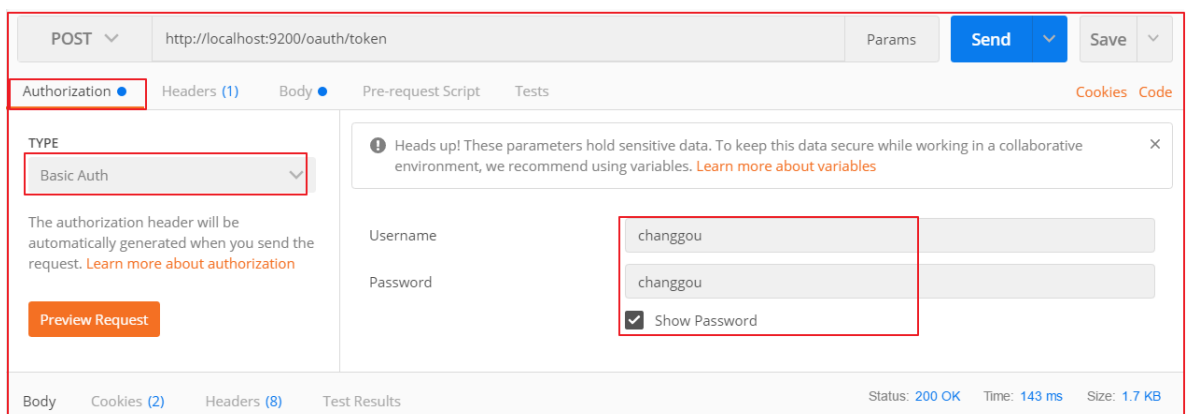 POST http://localhost:9200/oauth/token Params Send Save
Authorization Headers (1) Body Pre-request Script Tests Cookies Code
TYPE
Basic Auth
The authorization header will be
automatically generated when you send the
request. Learn more about authorization
Preview Request
Heads up! These parameters hold sensitive data. To keep this data secure while working in a collaborative
environment, we recommend using variables. Learn more about variables
Username changgou
Password changgou
Show Password
Body Cookies (2) Headers (8) Test Results Status: 200 OK Time: 143 ms Size: 1.7 KB